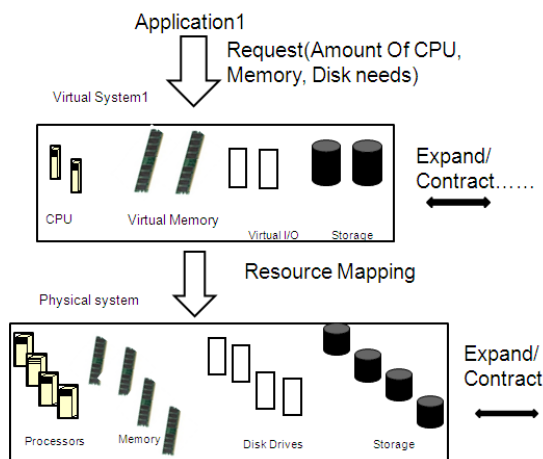 Application1
Request(Amount Of CPU,
Memory, Disk needs)
Virtual System1
CPU
Virtual Memory
Virtual I/O
Storage
Expand/
Contract......
Resource Mapping
Physical system
Processors
Memory
Disk Drives
Storage
Expand/
Contract